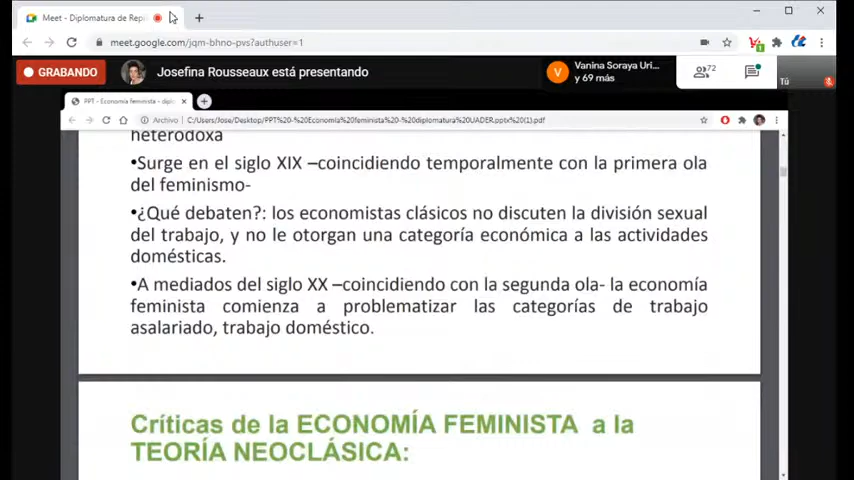 Meet - Diplomatura de Repa
meet.google.com/jqm-bhno-pvs?authuser=1
GRABANDO
Josefina Rousseaux está presentando
V
Vanina Soraya Uri...
y 69 más
72
Tú
PPT - Economía feminista - diplo
Archivo | C:/Users/Jose/Desktop/PPT%20-%20Economía%20feminista%20-%20diplomatura%20UADER.pptx%20(1).pdf
heterodoxa
•Surge en el siglo XIX –coincidiendo temporalmente con la primera ola
del feminismo-
•¿Qué debaten?: los economistas clásicos no discuten la división sexual
del trabajo, y no le otorgan una categoría económica a las actividades
domésticas.
•A mediados del siglo XX –coincidiendo con la segunda ola- la economía
feminista comienza a problematizar las categorías de trabajo
asalariado, trabajo doméstico.
Críticas de la ECONOMÍA FEMINISTA a la
TEORÍA NEOCLÁSICA: